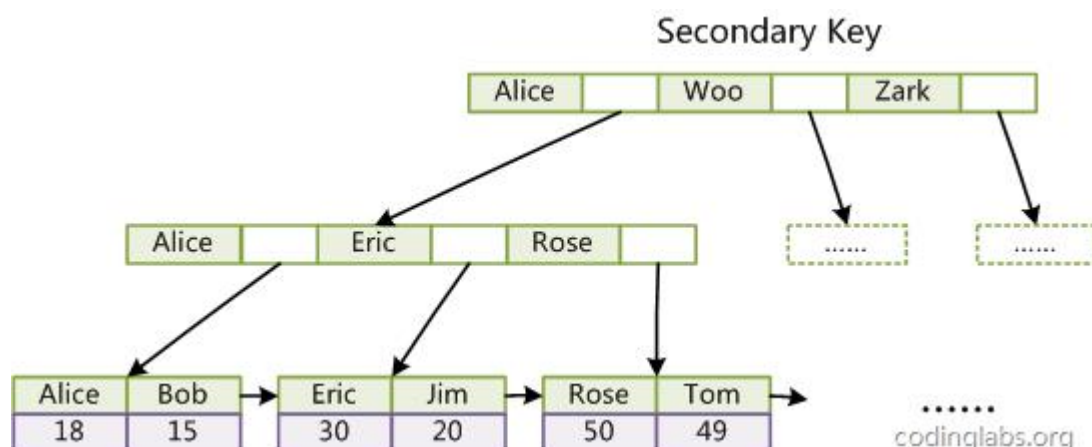 Secondary Key
Alice Woo Zark
Alice Eric Rose
...... ......
Alice Bob Eric Jim Rose Tom
18 15 30 20 50 49
......
codinglabs.org